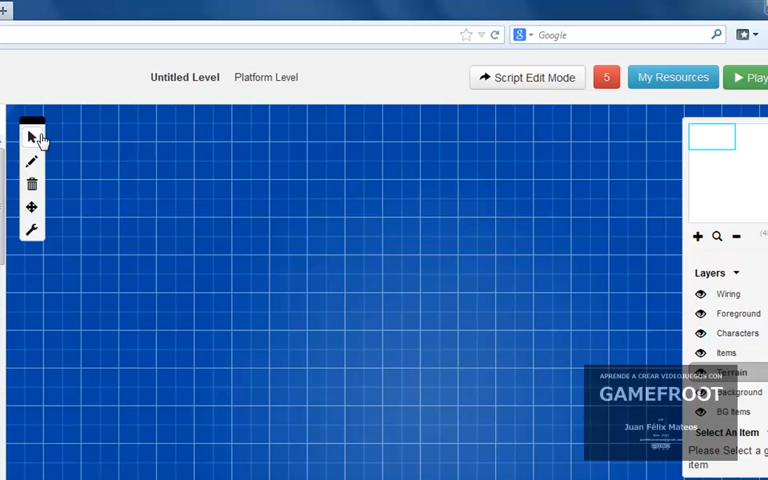 Google
Untitled Level
Platform Level
Script Edit Mode
5
My Resources
Play
Layers
Wiring
Foreground
Characters
Items
Terrain
Background
BG Items
Select An Item
Please Select a g
item
APRENDE A CREAR VIDEOJUEGOS CON
GAMEFROOT
por
Juan Félix Mateos